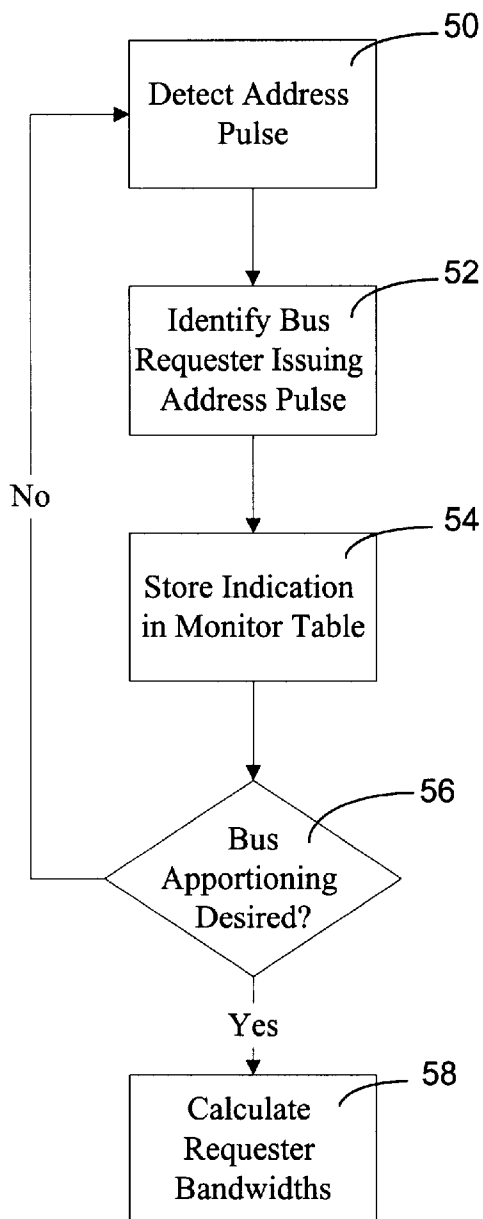 50
Detect Address
Pulse
52
Identify Bus
Requester Issuing
Address Pulse
No
54
Store Indication
in Monitor Table
56
Bus
Apportioning
Desired?
Yes
58
Calculate
Requester
Bandwidths